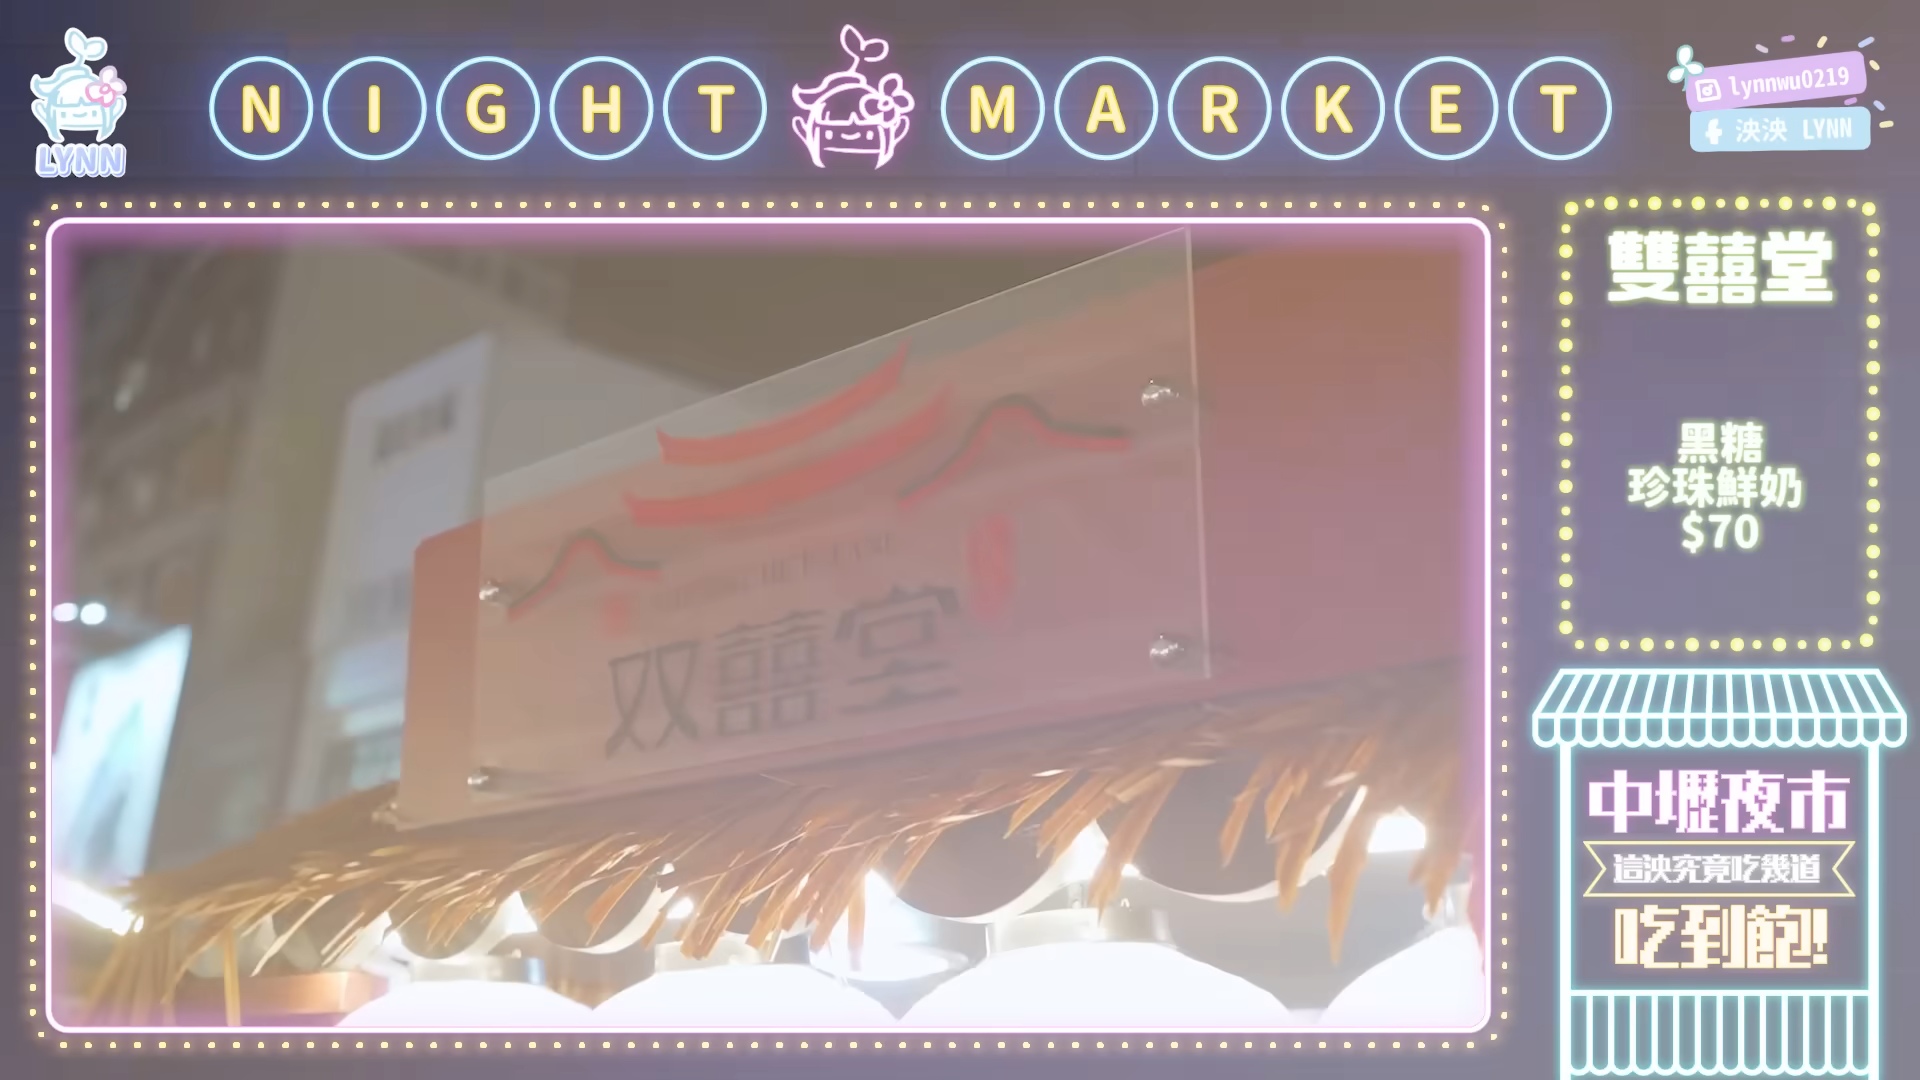 LYNN
NIGHT MARKET
lynnwu0219
泱泱 LYNN
雙囍堂
黑糖
珍珠鮮奶
$70
双囍堂
中壢夜市
這泱究竟吃幾道
吃到飽!